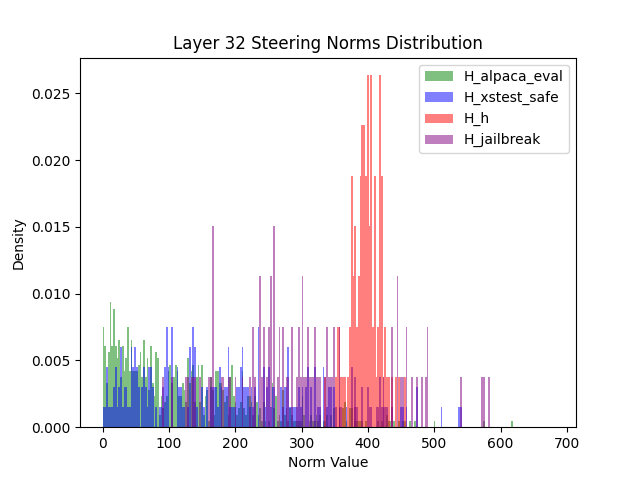 Layer 32 Steering Norms Distribution
H_alpaca_eval
H_xstest_safe
H_h
H_jailbreak
Density
0.025
0.020
0.015
0.010
0.005
0.000
0 100 200 300 400 500 600 700
Norm Value